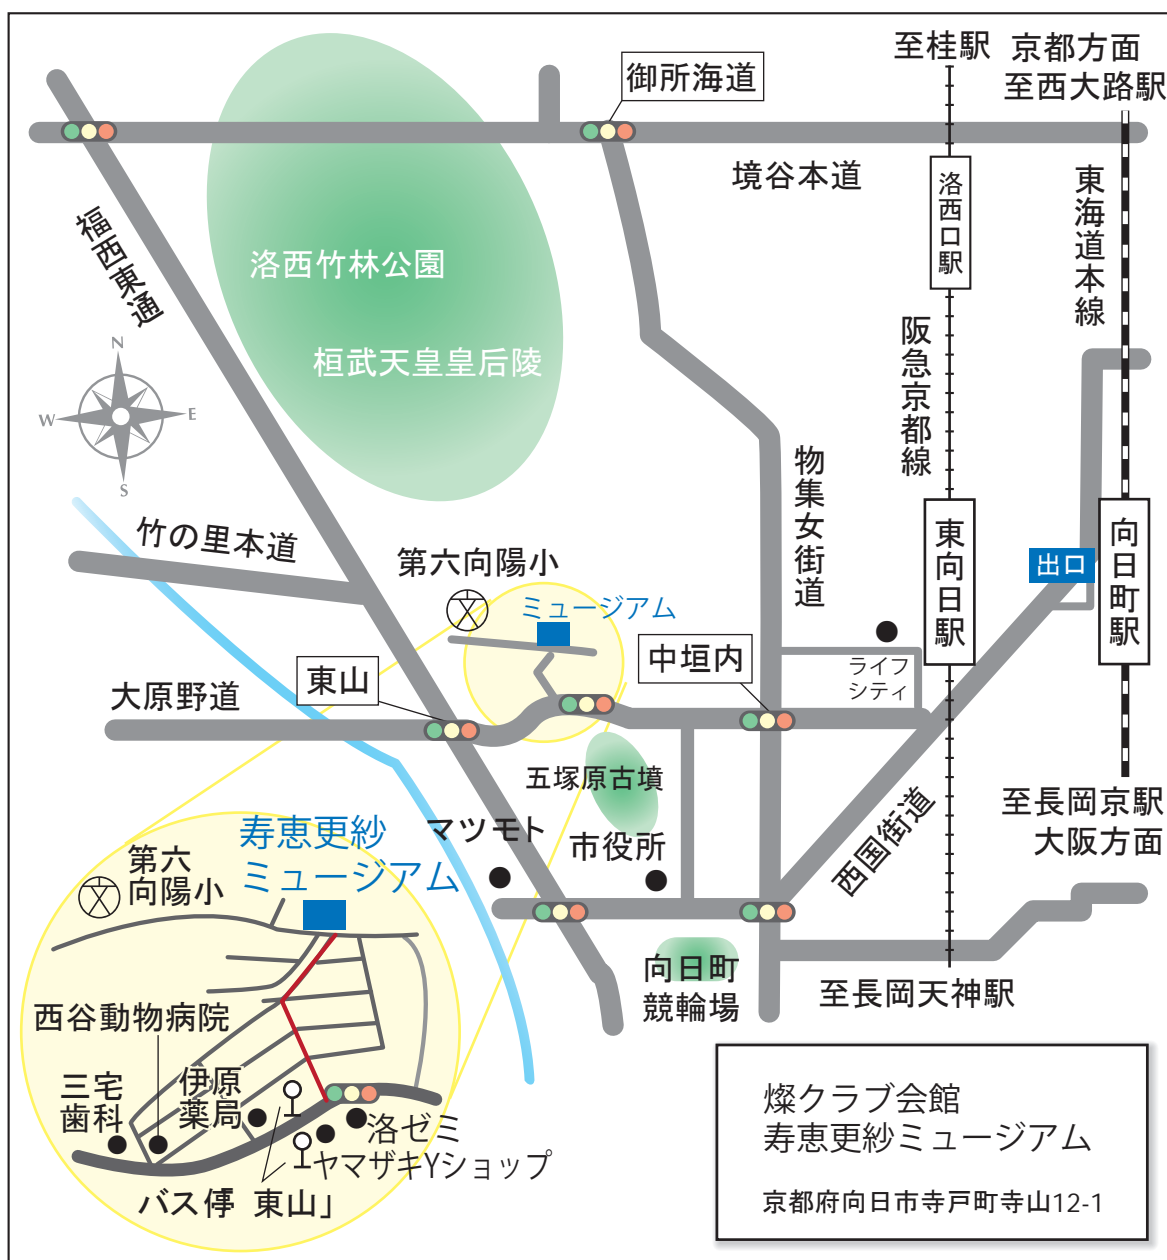 至桂駅
京都方面
至西大路駅
御所海道
境谷本道
洛西口駅
東海道本線
福西東通
洛西竹林公園
桓武天皇皇后陵
阪急京都線
N
W
E
S
物集女街道
竹の里本道
第六向陽小
ミュージアム
東向日駅
出口
向日町駅
中垣内
ライフ
シティ
東山
大原野道
五塚原古墳
マツモト
市役所
西国街道
至長岡京駅
大阪方面
向日町
競輪場
至長岡天神駅
寿恵更紗
ミュージアム
第六
向陽小
西谷動物病院
三宅
歯科
伊原
薬局
洛ゼミ
ヤマザキYショップ
バス停「東山」
燦クラブ会館
寿恵更紗ミュージアム
京都府向日市寺戸町寺山12-1